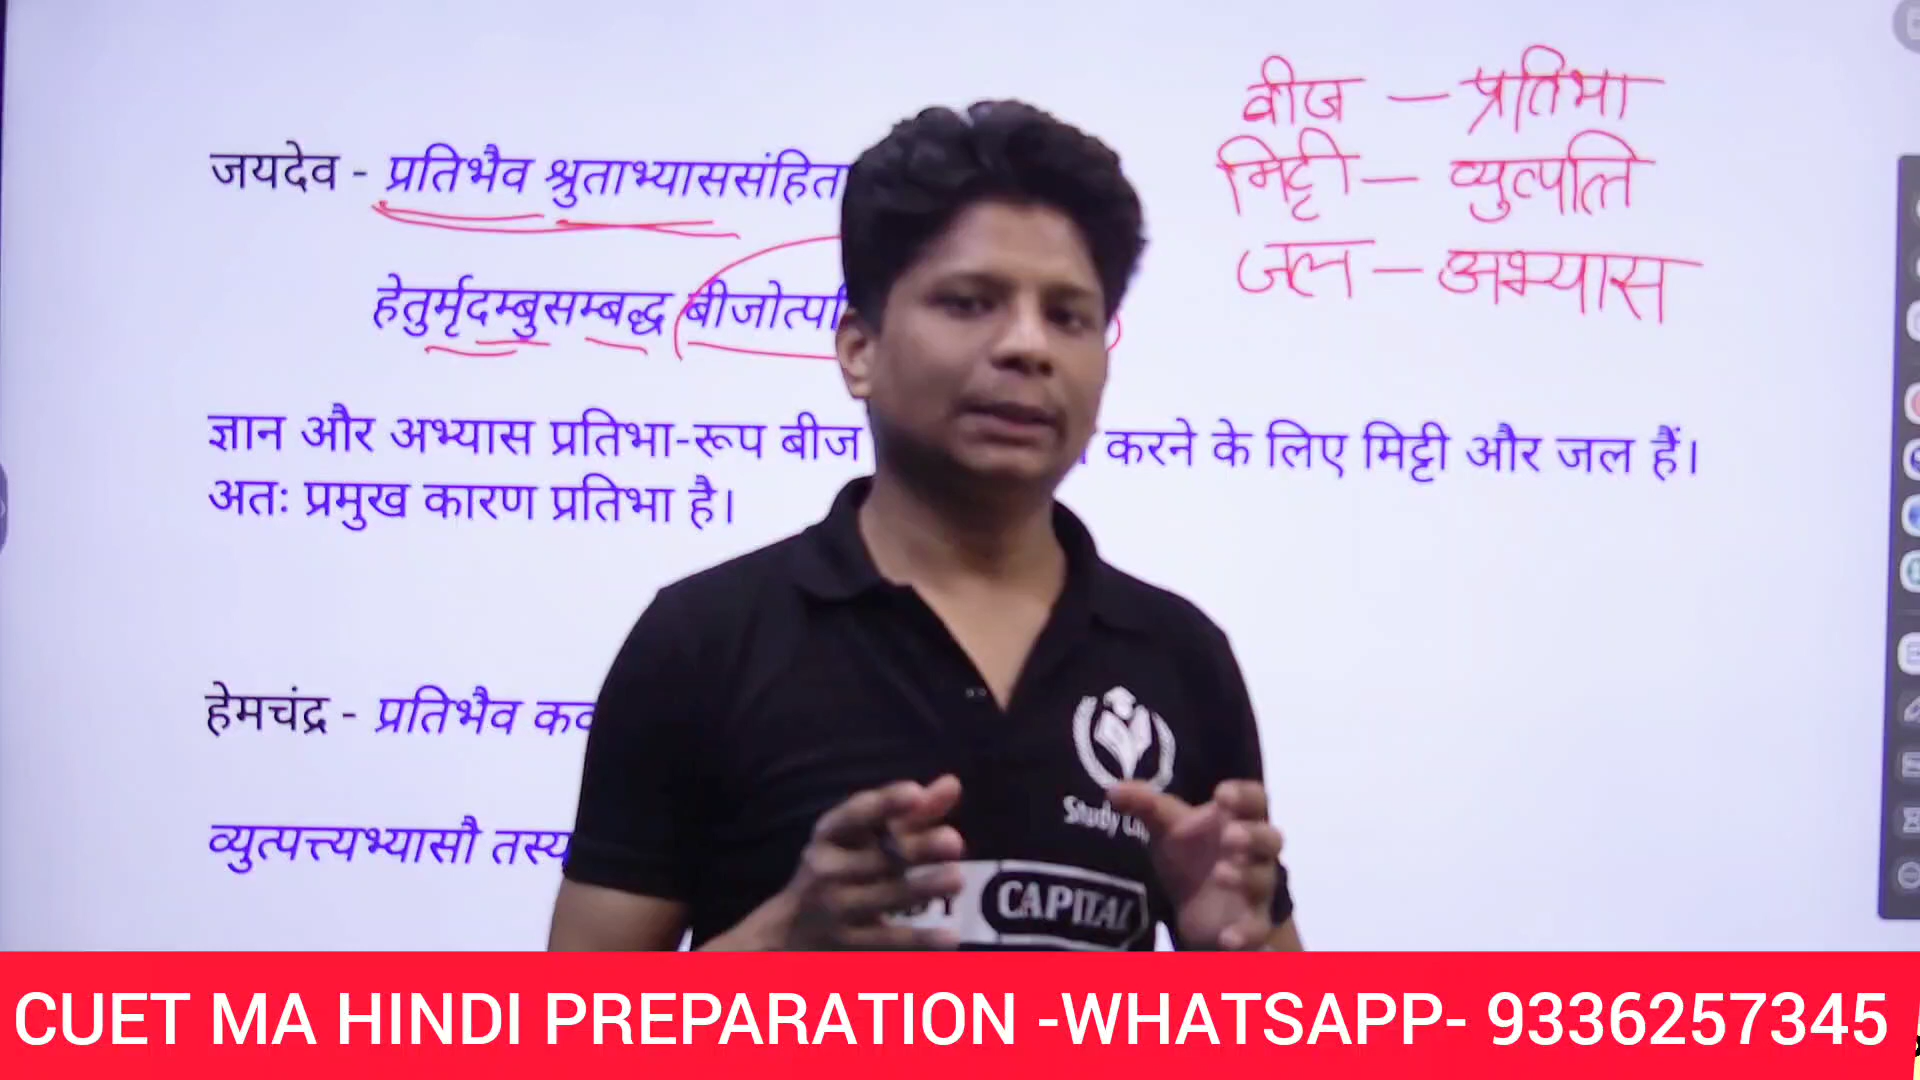 बीज - प्रतिभा
मिट्टी - व्युत्पत्ति
जल - अभ्यास
जयदेव - प्रतिभैव श्रुताभ्याससंहित
हेतुर्मृदम्बुसम्बद्ध बीजोत्प
ज्ञान और अभ्यास प्रतिभा-रूप बीज करने के लिए मिट्टी और जल हैं।
अतः प्रमुख कारण प्रतिभा है।
हेमचंद्र - प्रतिभैव
व्युत्पत्त्यभ्यासौ तस्य
Study
CAPITAL
CUET MA HINDI PREPARATION -WHATSAPP- 9336257345